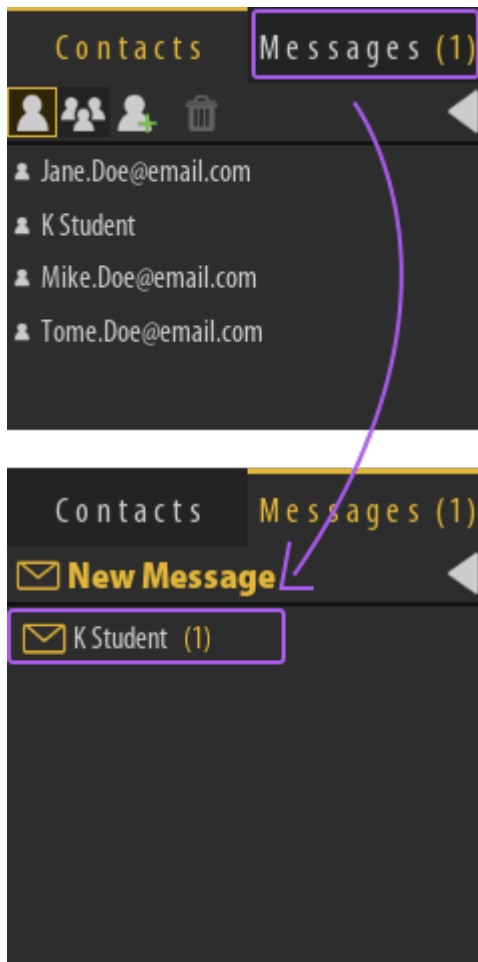 Contacts Messages (1)
Jane.Doe@email.com
K Student
Mike.Doe@email.com
Tome.Doe@email.com
Contacts Messages (1)
New Message
K Student (1)